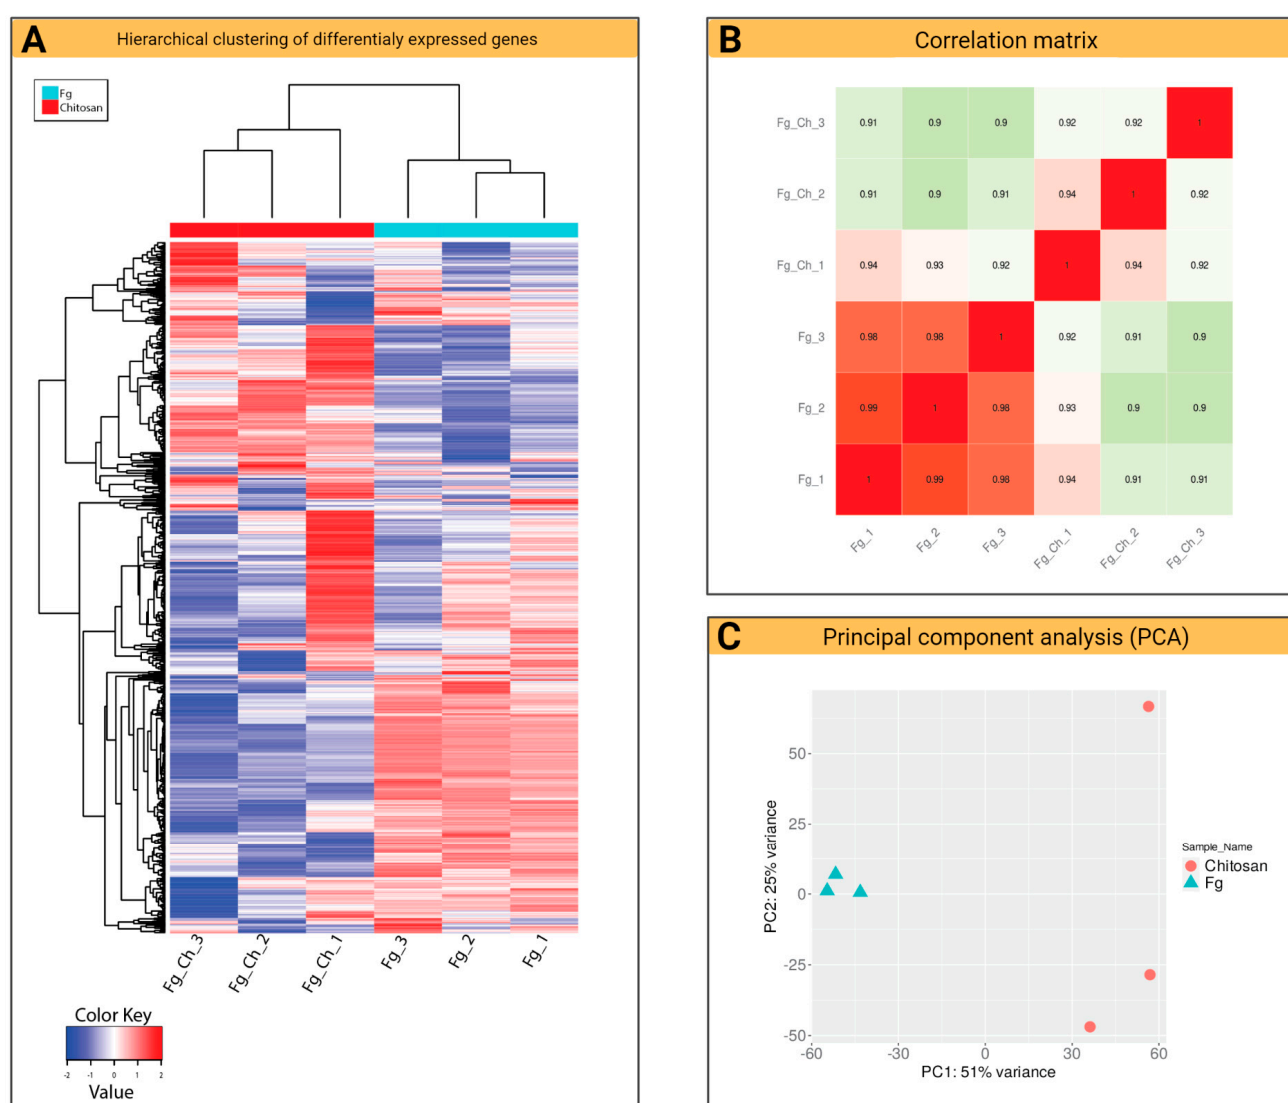 A
Hierarchical clustering of differentialy expressed genes
Fg
Chitosan
Fg_Ch_3
Fg_Ch_2
Fg_Ch_1
Fg_3
Fg_2
Fg_1
Color Key
-2 -1 0 1 2
Value
B
Correlation matrix
Fg_Ch_3 0.91 0.9 0.9 0.92 0.92 1
Fg_Ch_2 0.91 0.9 0.91 0.94 1 0.92
Fg_Ch_1 0.94 0.93 0.92 1 0.94 0.92
Fg_3 0.98 0.98 1 0.92 0.91 0.9
Fg_2 0.99 1 0.98 0.93 0.9 0.9
Fg_1 1 0.99 0.98 0.94 0.91 0.91
Fg_1 Fg_2 Fg_3 Fg_Ch_1 Fg_Ch_2 Fg_Ch_3
C
Principal component analysis (PCA)
PC2: 25% variance
50
25
0
-25
-50
-60 -30 0 30 60
PC1: 51% variance
Sample_Name
Chitosan
Fg